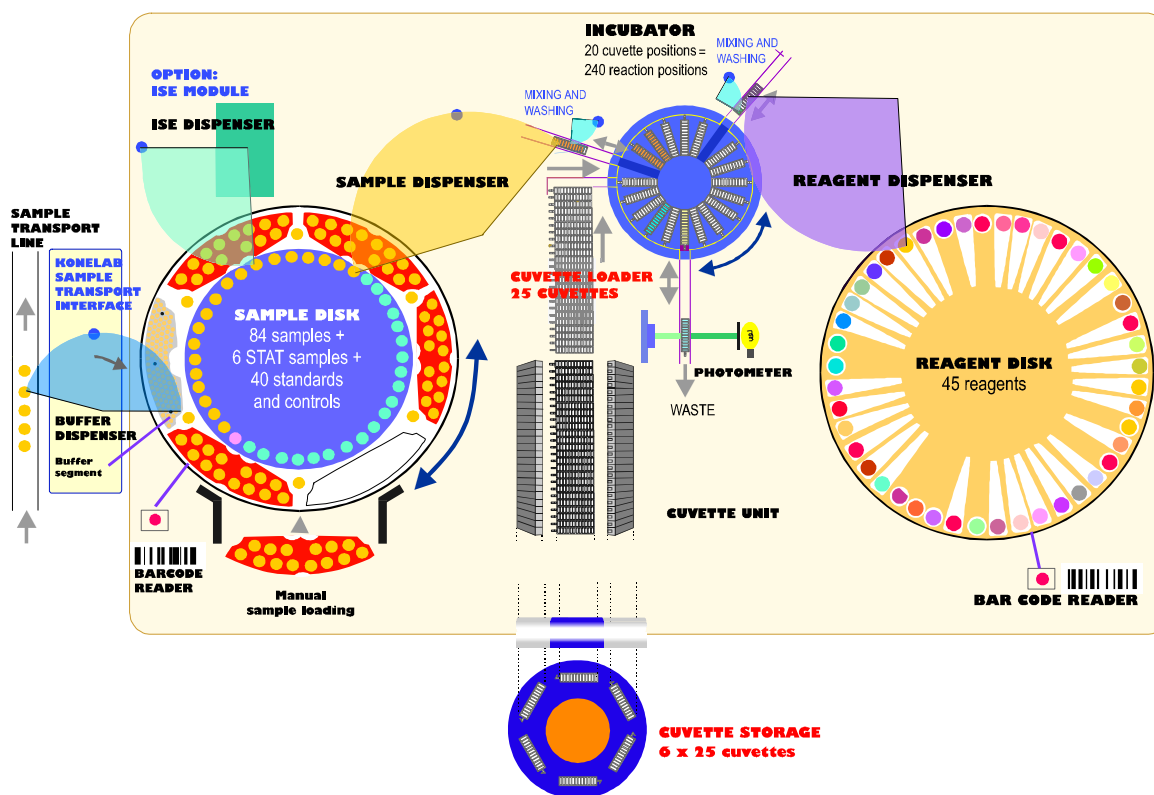 INCUBATOR
20 cuvette positions =
240 reaction positions
MIXING AND
WASHING
OPTION:
ISE MODULE
ISE DISPENSER
MIXING AND
WASHING
SAMPLE DISPENSER
REAGENT DISPENSER
SAMPLE
TRANSPORT
LINE
KONELAB
SAMPLE
TRANSPORT
INTERFACE
CUVETTE LOADER
25 CUVETTES
SAMPLE DISK
84 samples +
6 STAT samples +
40 standards
and controls
PHOTOMETER
REAGENT DISK
45 reagents
WASTE
BUFFER
DISPENSER
Buffer
segment
CUVETTE UNIT
BARCODE
READER
Manual
sample loading
BAR CODE READER
CUVETTE STORAGE
6 x 25 cuvettes